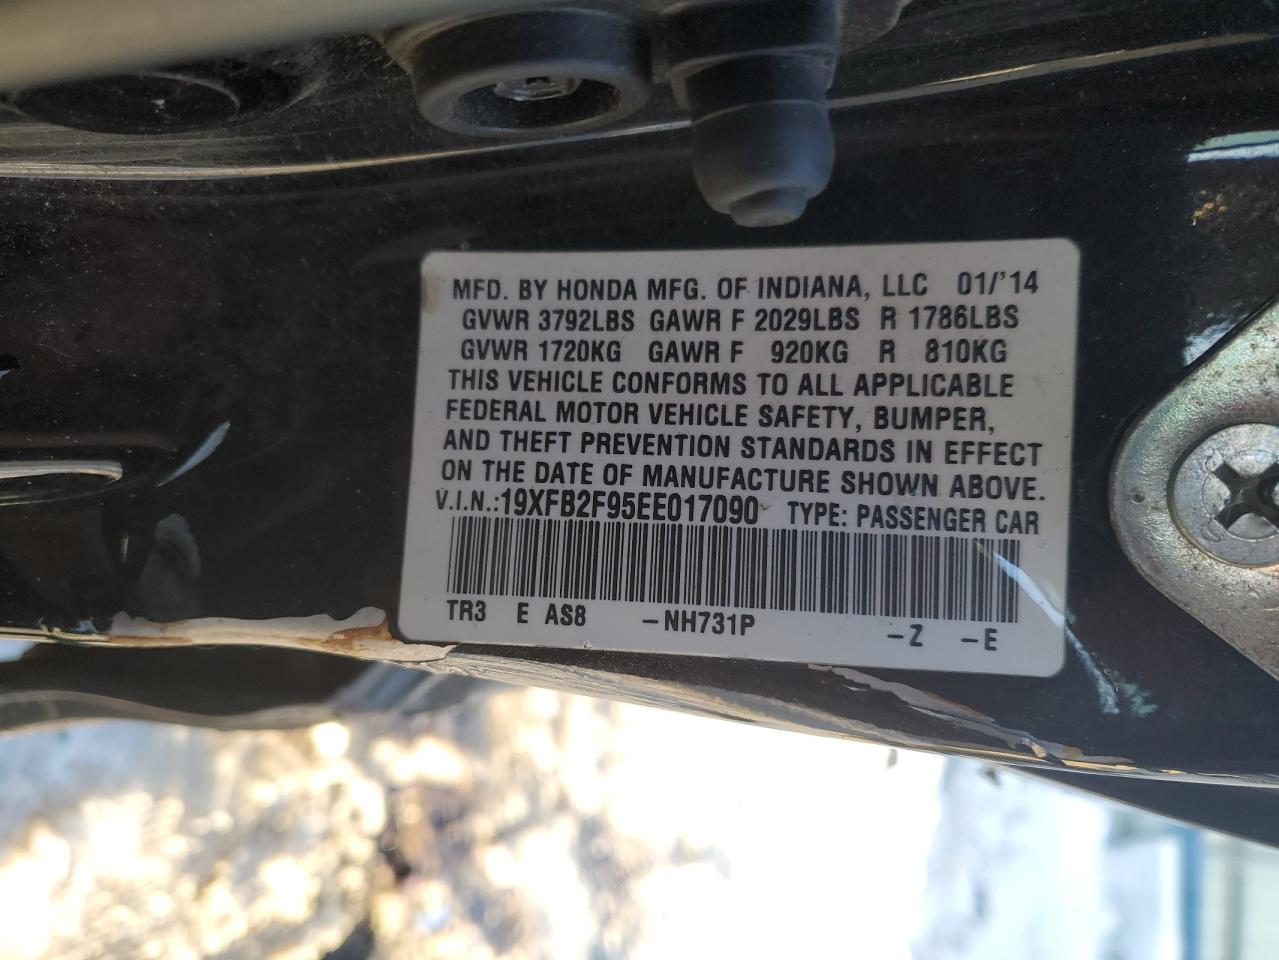 MFD. BY HONDA MFG. OF INDIANA, LLC 01/'14
GVWR 3792LBS GAWR F 2029LBS R 1786LBS
GVWR 1720KG GAWR F 920KG R 810KG
THIS VEHICLE CONFORMS TO ALL APPLICABLE
FEDERAL MOTOR VEHICLE SAFETY, BUMPER,
AND THEFT PREVENTION STANDARDS IN EFFECT
ON THE DATE OF MANUFACTURE SHOWN ABOVE.
V.I.N.:19XFB2F95EE017090 TYPE: PASSENGER CAR
TR3 E AS8 -NH731P -Z -E